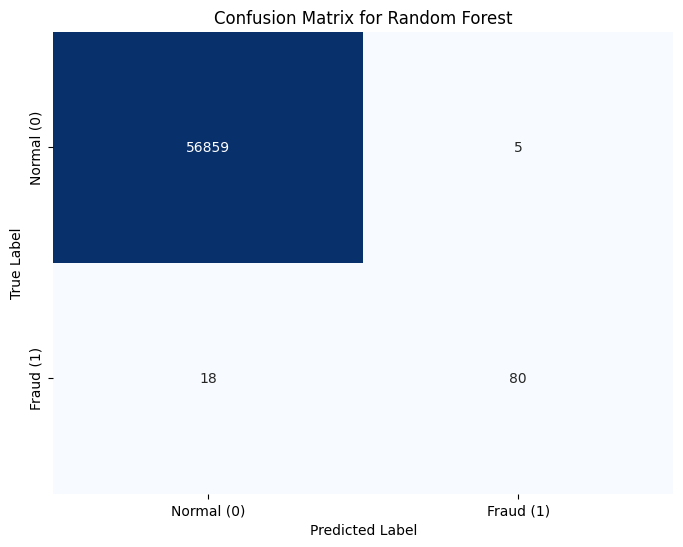 Confusion Matrix for Random Forest
True Label
Normal (0)
56859
5
Fraud (1)
18
80
Normal (0)
Fraud (1)
Predicted Label